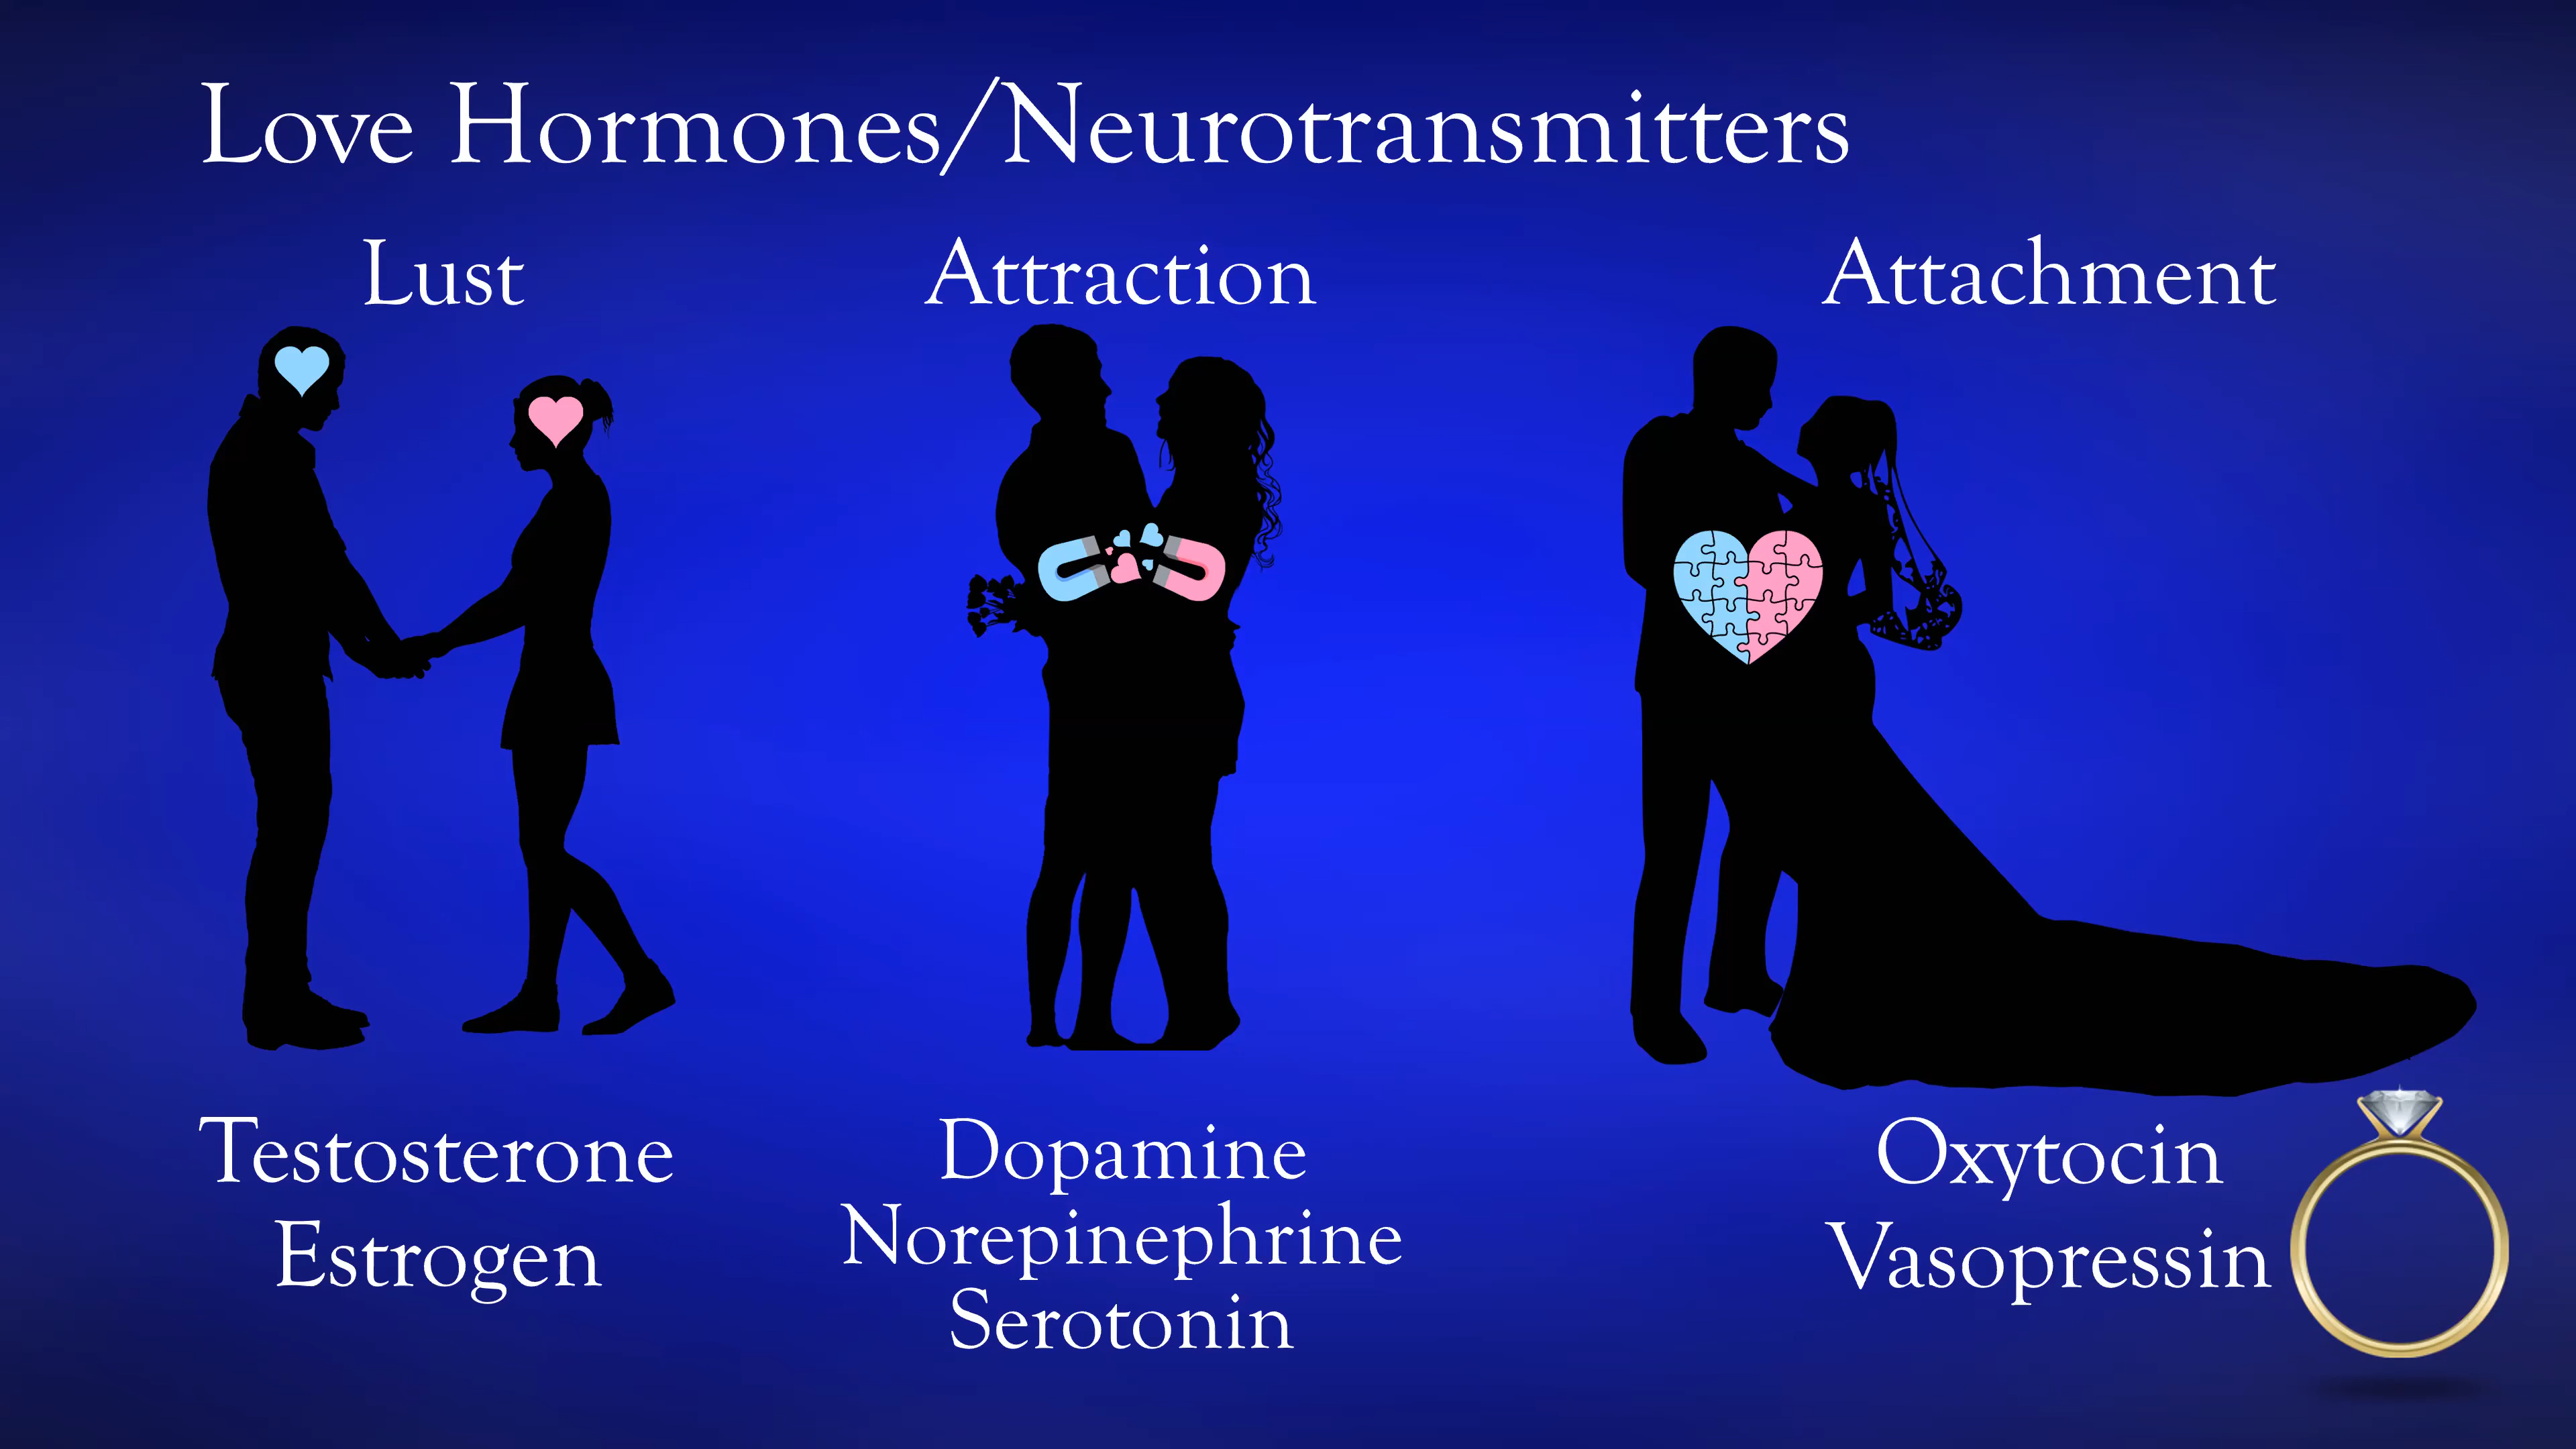 Love Hormones/Neurotransmitters
Lust
Attraction
Attachment
Testosterone
Estrogen
Dopamine
Norepinephrine
Serotonin
Oxytocin
Vasopressin